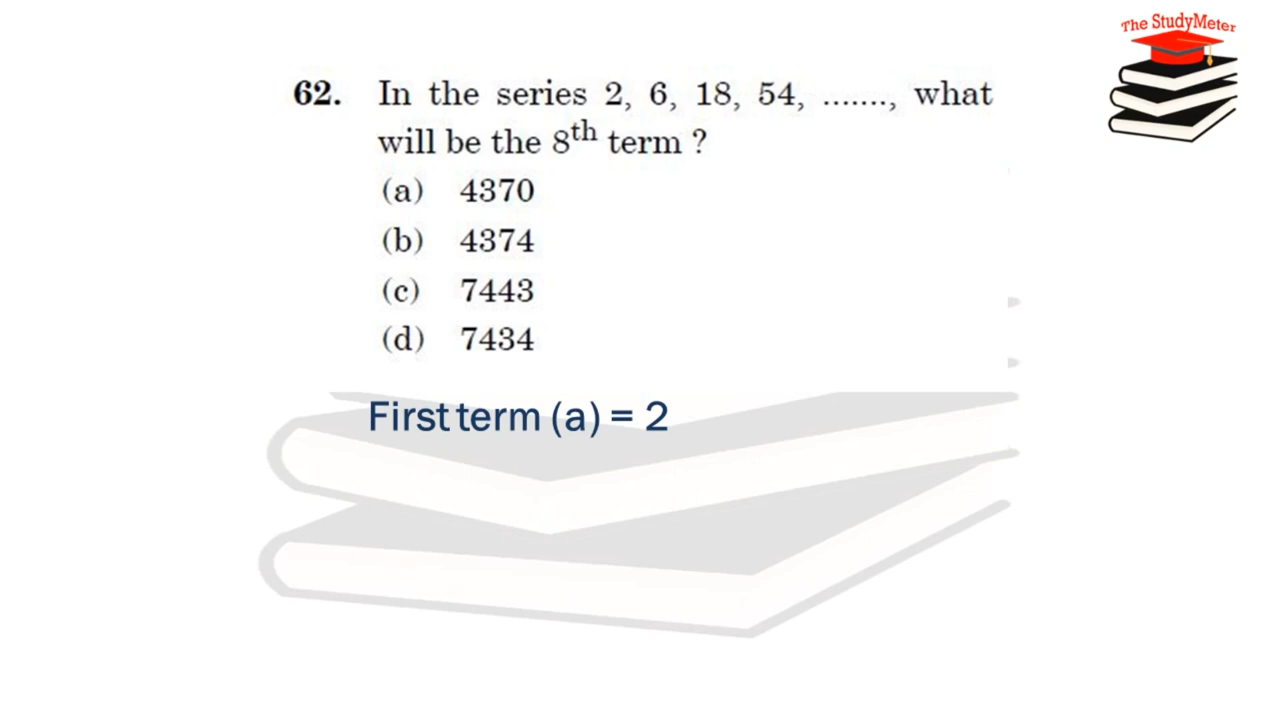 The StudyMeter
62. In the series 2, 6, 18, 54, ......., what
will be the 8th term ?
(a) 4370
(b) 4374
(c) 7443
(d) 7434
First term (a) = 2